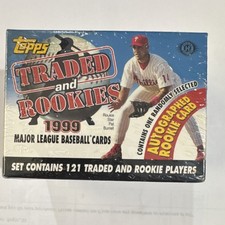 Topps
TRADED
and
ROOKIES
1999
MAJOR LEAGUE BASEBALL CARDS
CONTAINS ONE RANDOMLY SELECTED
AUTOGRAPHED
ROOKIE CARD
SET CONTAINS 121 TRADED AND ROOKIE PLAYERS